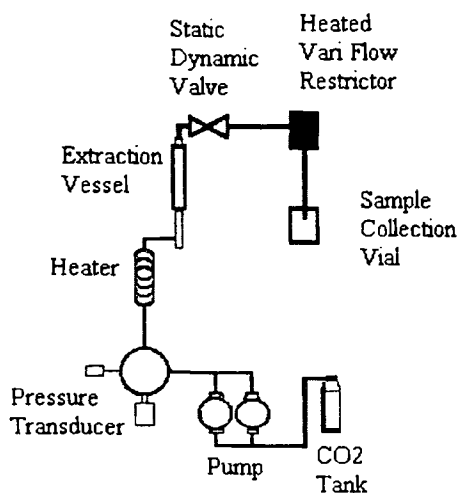 Static
Dynamic
Valve
Heated
Vari Flow
Restrictor
Extraction
Vessel
Sample
Collection
Vial
Heater
Pressure
Transducer
Pump
CO2
Tank